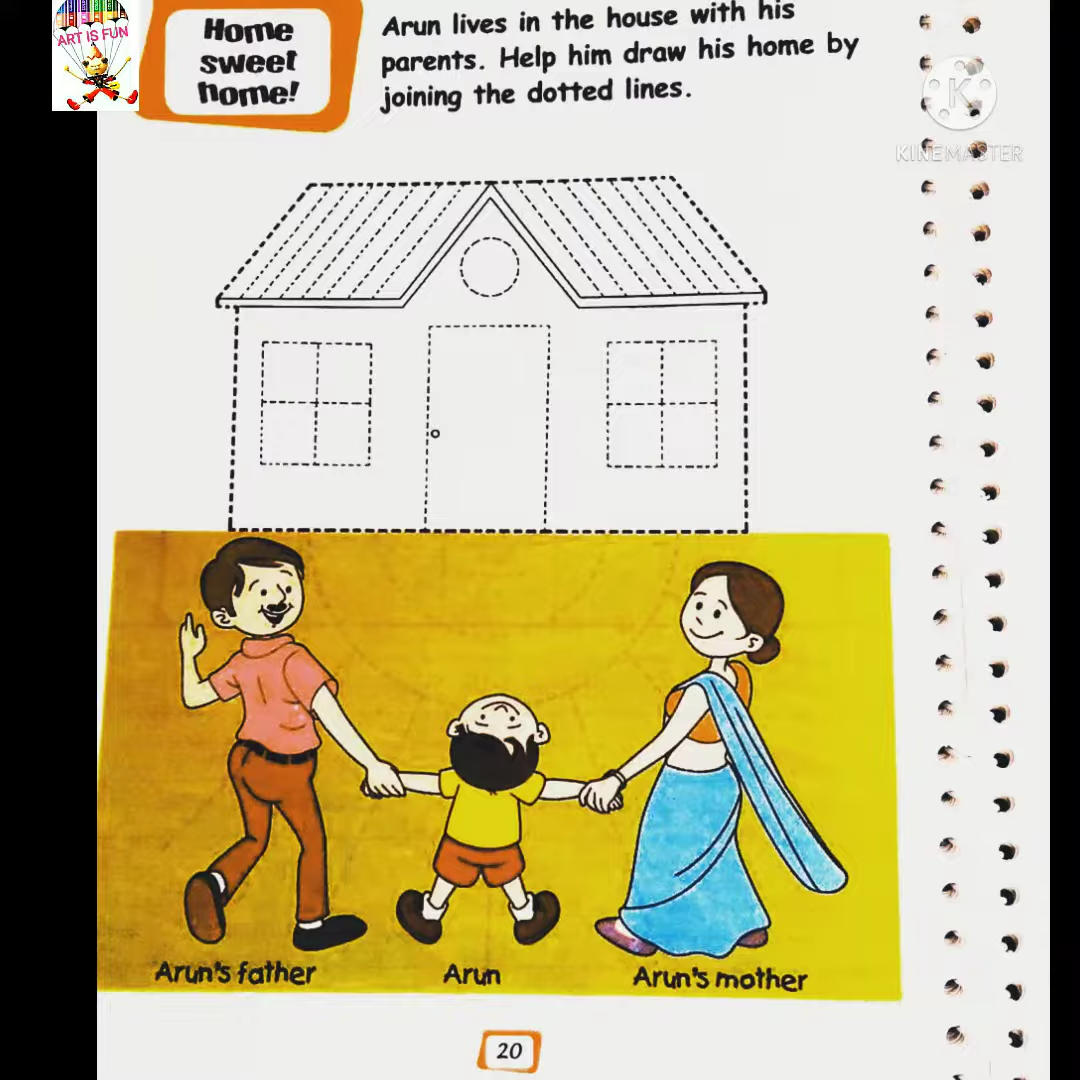 ART IS FUN
Home
sweet
home!
Arun lives in the house with his
parents. Help him draw his home by
joining the dotted lines.
K
KINEMASTER
Arun's father
Arun
Arun's mother
20